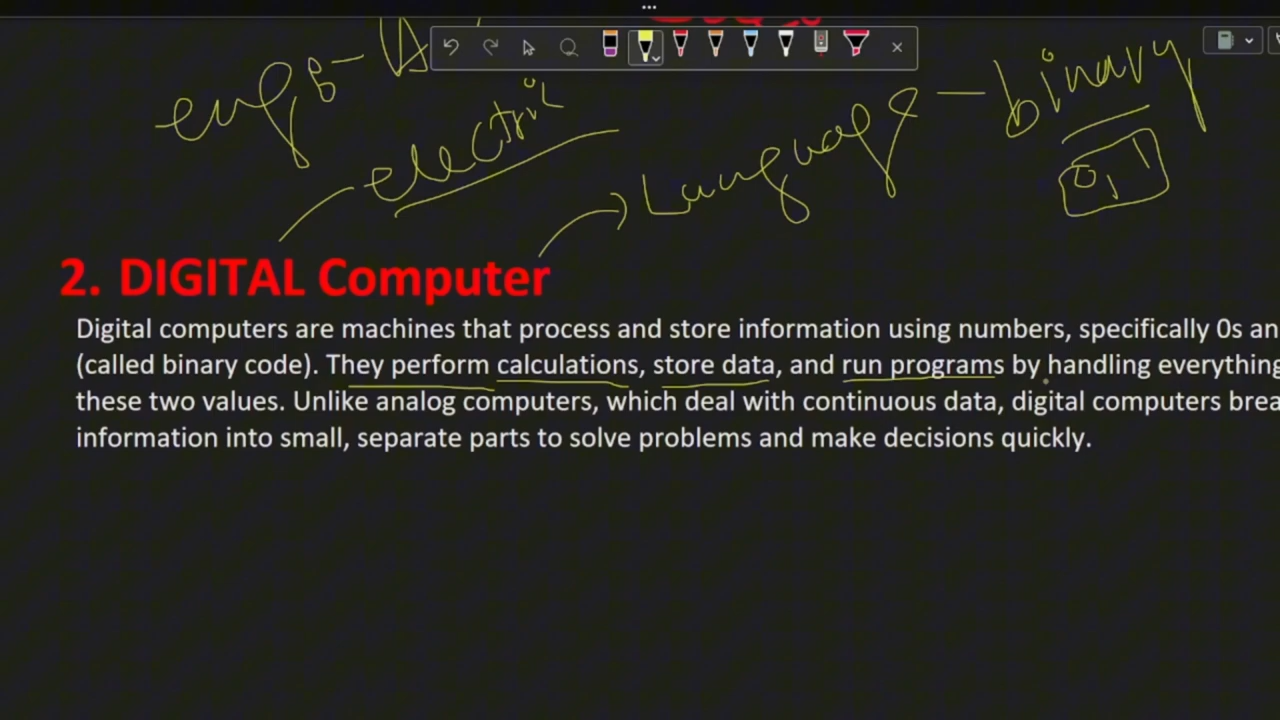 eng
electric
Language - binary
0, 1
2. DIGITAL Computer
Digital computers are machines that process and store information using numbers, specifically 0s an
(called binary code). They perform calculations, store data, and run programs by handling everything
these two values. Unlike analog computers, which deal with continuous data, digital computers brea
information into small, separate parts to solve problems and make decisions quickly.